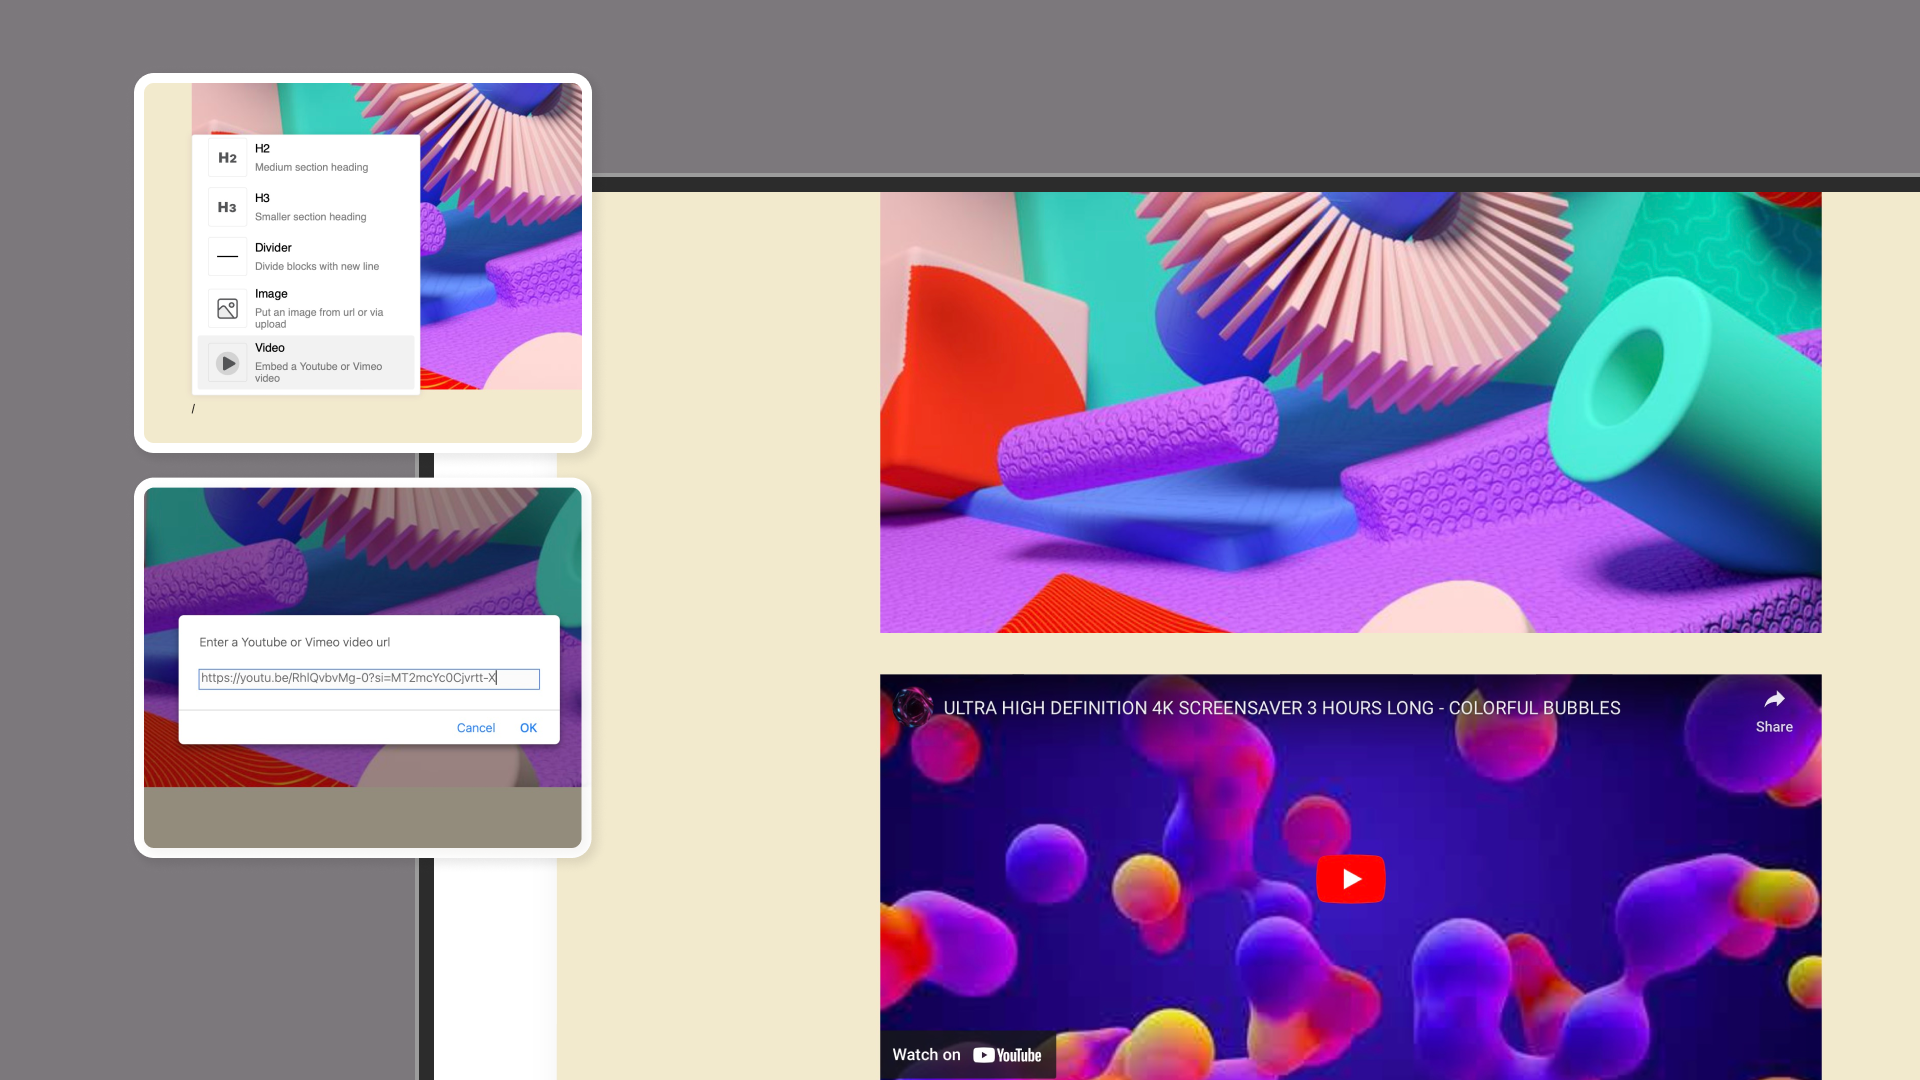 H2
H2
Medium section heading
H3
H3
Smaller section heading
Divider
Divide blocks with new line
Image
Put an image from url or via
upload
Video
Embed a Youtube or Vimeo
video
/
Enter a Youtube or Vimeo video url
https://youtu.be/RhlQvbvMg-0?si=MT2mcYc0Cjvrtt-X
Cancel OK
ULTRA HIGH DEFINITION 4K SCREENSAVER 3 HOURS LONG - COLORFUL BUBBLES
Share
Watch on YouTube